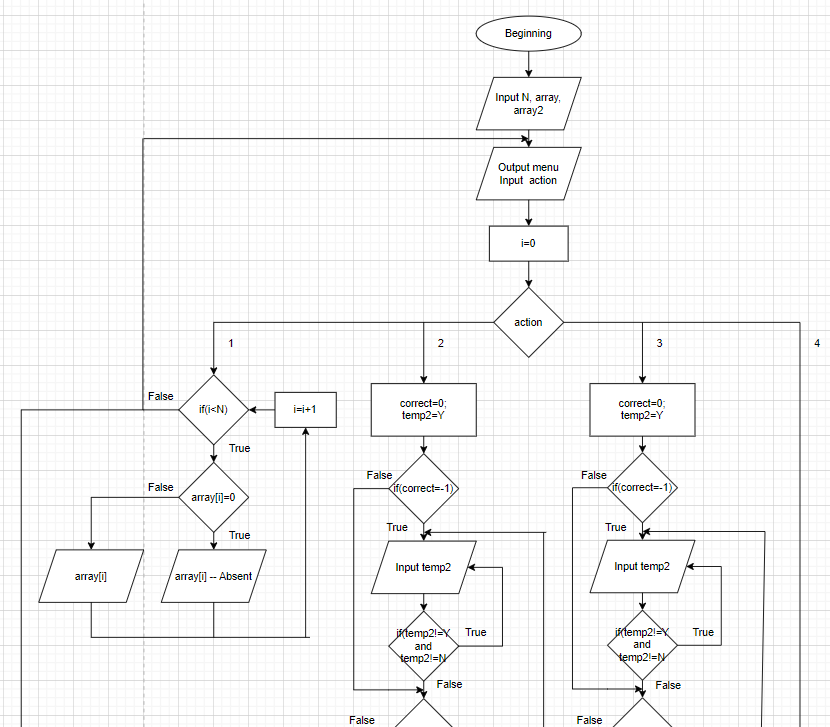 Beginning
Input N, array,
array2
Output menu
Input action
i=0
action
1
2
3
4
False
if(i<N)
i=i+1
True
False
array[i]=0
True
array[i]
array[i] -- Absent
correct=0;
temp2=Y
False
if(correct=-1)
True
Input temp2
if(temp2!=Y
and
temp2!=N
True
False
False
correct=0;
temp2=Y
False
if(correct=-1)
True
Input temp2
if(temp2!=Y
and
temp2!=N
True
False
False